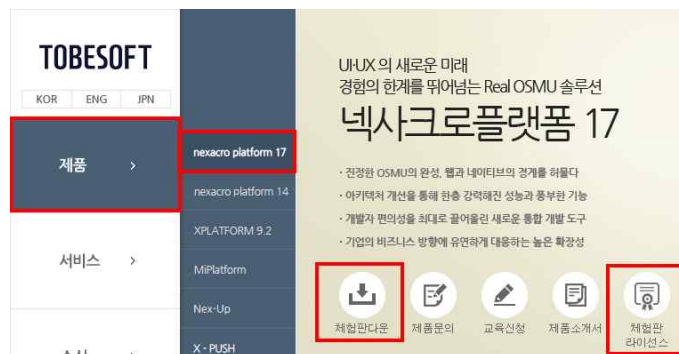 TOBESOFT
KOR ENG JPN
제품 >
서비스 >
nexacro platform 17
nexacro platform 14
XPLATFORM 9.2
MiPlatform
Nex-Up
X - PUSH
UI·UX 의 새로운 미래
경험의 한계를 뛰어넘는 Real OSMU 솔루션
넥사크로플랫폼 17
· 진정한 OSMU의 완성, 웹과 네이티브의 경계를 허물다
· 아키텍처 개선을 통해 한층 강력해진 성능과 풍부한 기능
· 개발자 편의성을 최대로 끌어올린 새로운 통합 개발 도구
· 기업의 비즈니스 방향에 유연하게 대응하는 높은 확장성
체험판다운
제품문의
교육신청
제품소개서
체험판
라이선스